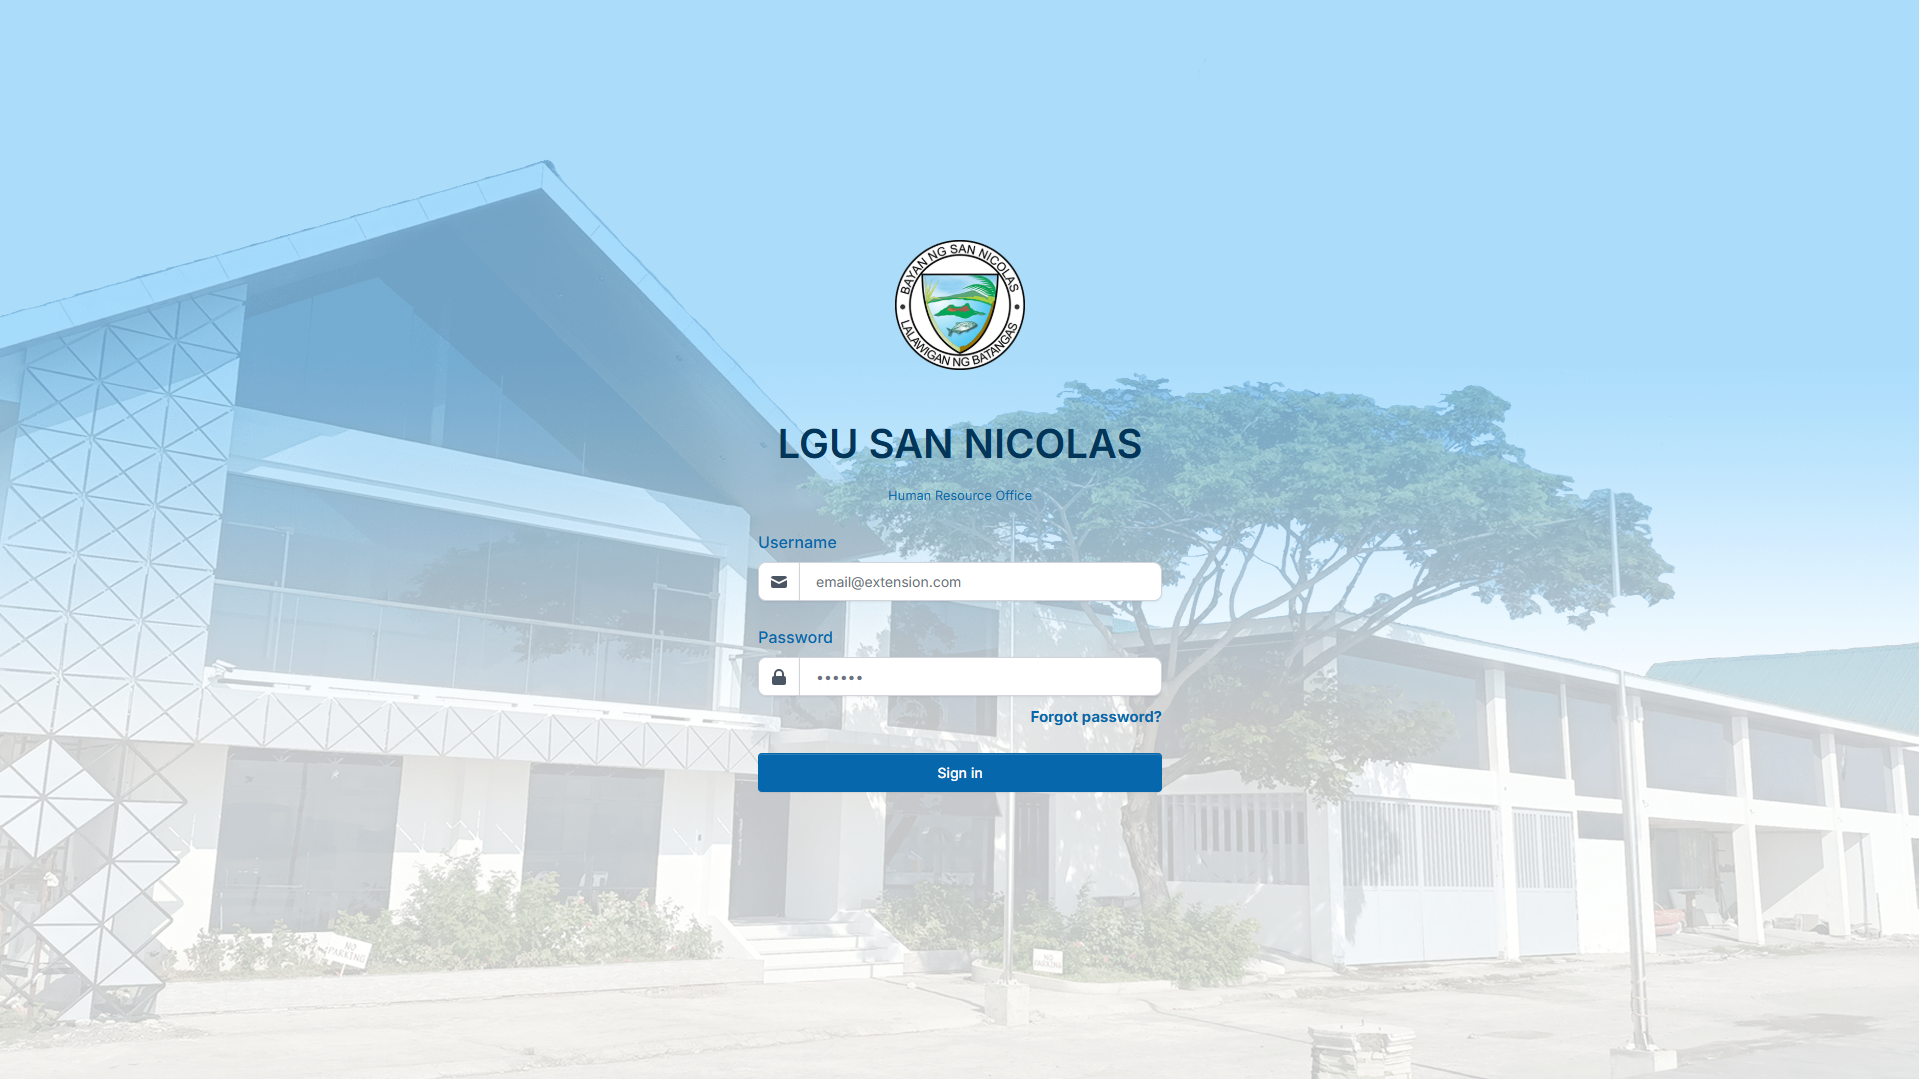 BAYAN NG SAN NICOLAS
LALAWIGAN NG BATANGAS
LGU SAN NICOLAS
Human Resource Office
Username
email@extension.com
Password
••••••
Forgot password?
Sign in
NO
PARKING
NO
PARKING